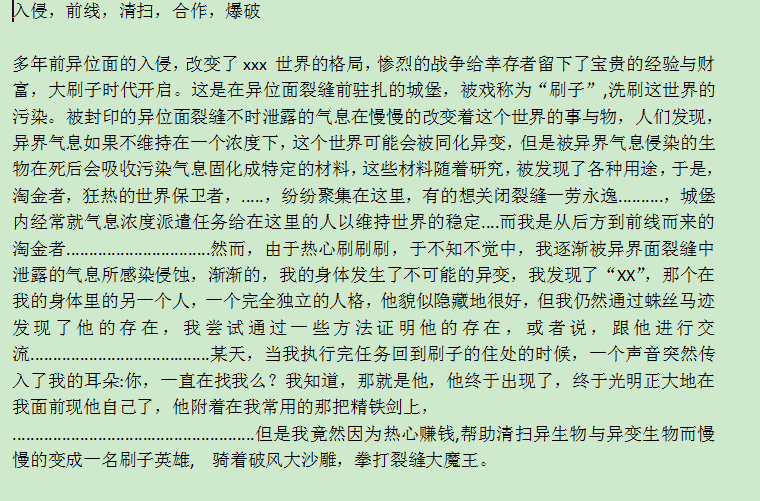 入侵，前线，清扫，合作，爆破
多年前异位面的入侵，改变了 xxx 世界的格局，惨烈的战争给幸存者留下了宝贵的经验与财
富，大刷子时代开启。这是在异位面裂缝前驻扎的城堡，被戏称为“刷子”,洗刷这世界的
污染。被封印的异位面裂缝不时泄露的气息在慢慢的改变着这个世界的事与物，人们发现，
异界气息如果不维持在一个浓度下，这个世界可能会被同化异变，但是被异界气息侵染的生
物在死后会吸收污染气息固化成特定的材料，这些材料随着研究，被发现了各种用途，于是，
淘金者，狂热的世界保卫者，.....，纷纷聚集在这里，有的想关闭裂缝一劳永逸..........，城堡
内经常就气息浓度派遣任务给在这里的人以维持世界的稳定....而我是从后方到前线而来的
淘金者................................然而，由于热心刷刷刷，于不知不觉中，我逐渐被异界面裂缝中
泄露的气息所感染侵蚀，渐渐的，我的身体发生了不可能的异变，我发现了“XX”，那个在
我的身体里的另一个人，一个完全独立的人格，他貌似隐藏地很好，但我仍然通过蛛丝马迹
发现了他的存在，我尝试通过一些方法证明他的存在，或者说，跟他进行交
流........................................某天，当我执行完任务回到刷子的住处的时候，一个声音突然传
入了我的耳朵:你，一直在找我么？我知道，那就是他，他终于出现了，终于光明正大地在
我面前现他自己了，他附着在我常用的那把精铁剑上，
......................................................但是我竟然因为热心赚钱,帮助清扫异生物与异变生物而慢
慢的变成一名刷子英雄， 骑着破风大沙雕，拳打裂缝大魔王。